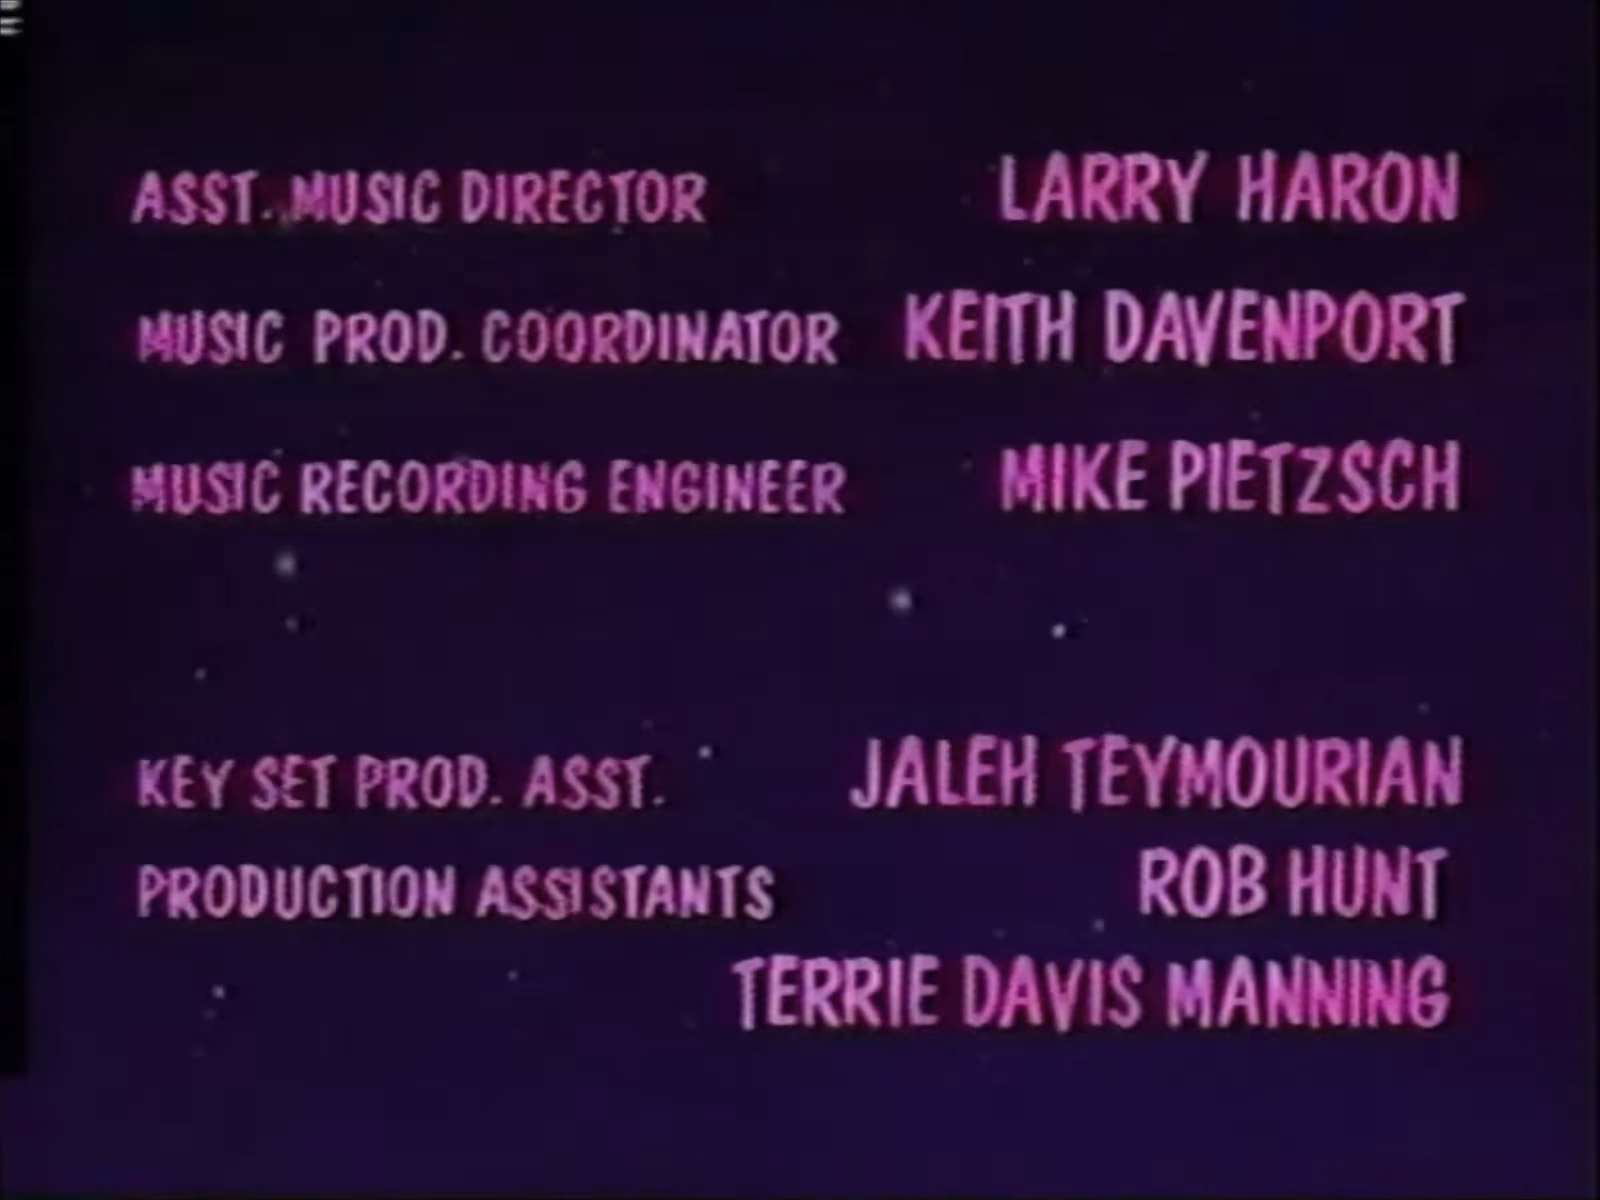 ASST. MUSIC DIRECTOR LARRY HARON
MUSIC PROD. COORDINATOR KEITH DAVENPORT
MUSIC RECORDING ENGINEER MIKE PIETZSCH
KEY SET PROD. ASST. JALEH TEYMOURIAN
PRODUCTION ASSISTANTS ROB HUNT
TERRIE DAVIS MANNING